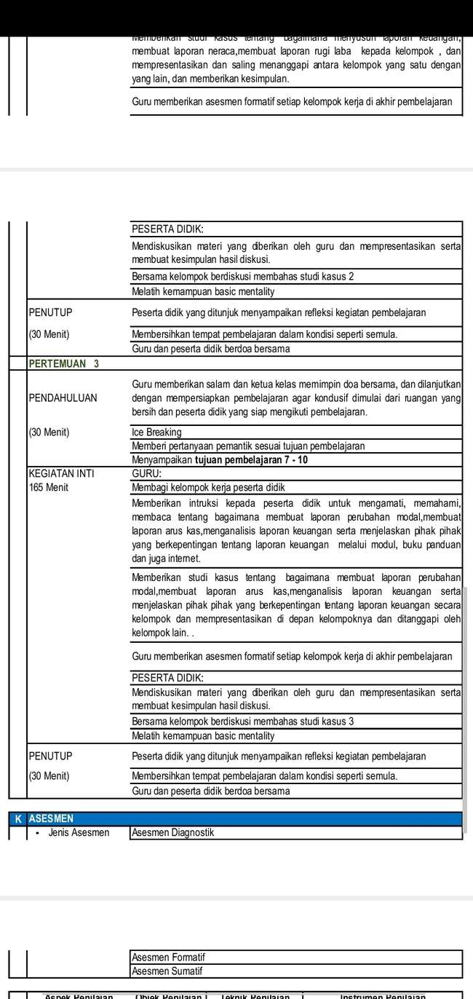 Memberikan studi kasus tentang bagaimana menyusun laporan keuangan,
membuat laporan neraca,membuat laporan rugi laba kepada kelompok , dan
mempresentasikan dan saling menanggapi antara kelompok yang satu dengan
yang lain, dan memberikan kesimpulan.
Guru memberikan asesmen formatif setiap kelompok kerja di akhir pembelajaran
PESERTA DIDIK:
Mendiskusikan materi yang diberikan oleh guru dan mempresentasikan serta
membuat kesimpulan hasil diskusi.
Bersama kelompok berdiskusi membahas studi kasus 2
Melatih kemampuan basic mentality
PENUTUP
Peserta didik yang ditunjuk menyampaikan refleksi kegiatan pembelajaran
(30 Menit)
Membersihkan tempat pembelajaran dalam kondisi seperti semula.
Guru dan peserta didik berdoa bersama
PERTEMUAN 3
PENDAHULUAN
Guru memberikan salam dan ketua kelas memimpin doa bersama, dan dilanjutkan
dengan mempersiapkan pembelajaran agar kondusif dimulai dari ruangan yang
bersih dan peserta didik yang siap mengikuti pembelajaran.
(30 Menit)
Ice Breaking
Memberi pertanyaan pemantik sesuai tujuan pembelajaran
Menyampaikan tujuan pembelajaran 7 - 10
KEGIATAN INTI
GURU:
165 Menit
Membagi kelompok kerja peserta didik
Memberikan intruksi kepada peserta didik untuk mengamati, memahami,
membaca tentang bagaimana membuat laporan perubahan modal,membuat
laporan arus kas,menganalisis laporan keuangan serta menjelaskan pihak pihak
yang berkepentingan tentang laporan keuangan melalui modul, buku panduan
dan juga internet.
Memberikan studi kasus tentang bagaimana membuat laporan perubahan
modal,membuat laporan arus kas,menganalisis laporan keuangan serta
menjelaskan pihak pihak yang berkepentingan tentang laporan keuangan secara
kelompok dan mempresentasikan di depan kelompoknya dan ditanggapi oleh
kelompok lain. .
Guru memberikan asesmen formatif setiap kelompok kerja di akhir pembelajaran
PESERTA DIDIK:
Mendiskusikan materi yang diberikan oleh guru dan mempresentasikan serta
membuat kesimpulan hasil diskusi.
Bersama kelompok berdiskusi membahas studi kasus 3
Melatih kemampuan basic mentality
PENUTUP
Peserta didik yang ditunjuk menyampaikan refleksi kegiatan pembelajaran
(30 Menit)
Membersihkan tempat pembelajaran dalam kondisi seperti semula.
Guru dan peserta didik berdoa bersama
K ASESMEN
• Jenis Asesmen
Asesmen Diagnostik
Asesmen Formatif
Asesmen Sumatif
Aspek Penilaian Objek Penilaian Teknik Penilaian Instrumen Penilaian